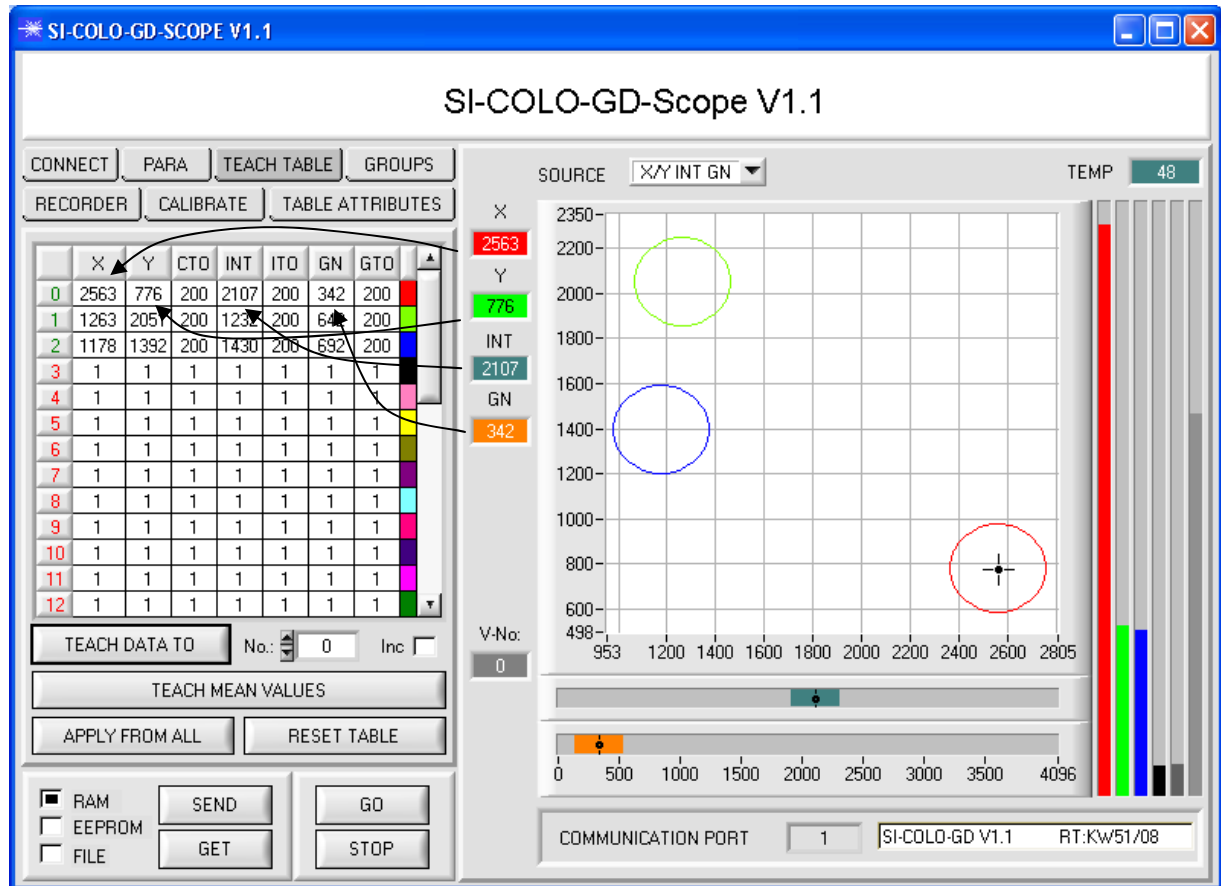 SI-COLO-GD-SCOPE V1.1
SI-COLO-GD-Scope V1.1
CONNECT PARA TEACH TABLE GROUPS
RECORDER CALIBRATE TABLE ATTRIBUTES
X Y CTO INT ITO GN GTO
0 2563 776 200 2107 200 342 200
1 1263 2051 200 1232 200 200
2 1178 1392 200 1430 200 692 200
3 1 1 1 1 1 1 1
4 1 1 1 1 1 1 1
5 1 1 1 1 1 1 1
6 1 1 1 1 1 1 1
7 1 1 1 1 1 1 1
8 1 1 1 1 1 1 1
9 1 1 1 1 1 1 1
10 1 1 1 1 1 1 1
11 1 1 1 1 1 1 1
12 1 1 1 1 1 1 1
TEACH DATA TO No.: 0 Inc
TEACH MEAN VALUES
APPLY FROM ALL RESET TABLE
RAM
EEPROM
FILE
SEND
GET
GO
STOP
X
2563
Y
776
INT
2107
GN
342
V-No:
0
SOURCE X/Y INT GN TEMP 48
2350
2200
2000
1800
1600
1400
1200
1000
800
600
498
953 1200 1400 1600 1800 2000 2200 2400 2600 2805
0 500 1000 1500 2000 2500 3000 3500 4096
COMMUNICATION PORT 1 SI-COLO-GD V1.1 RT:KW51/08